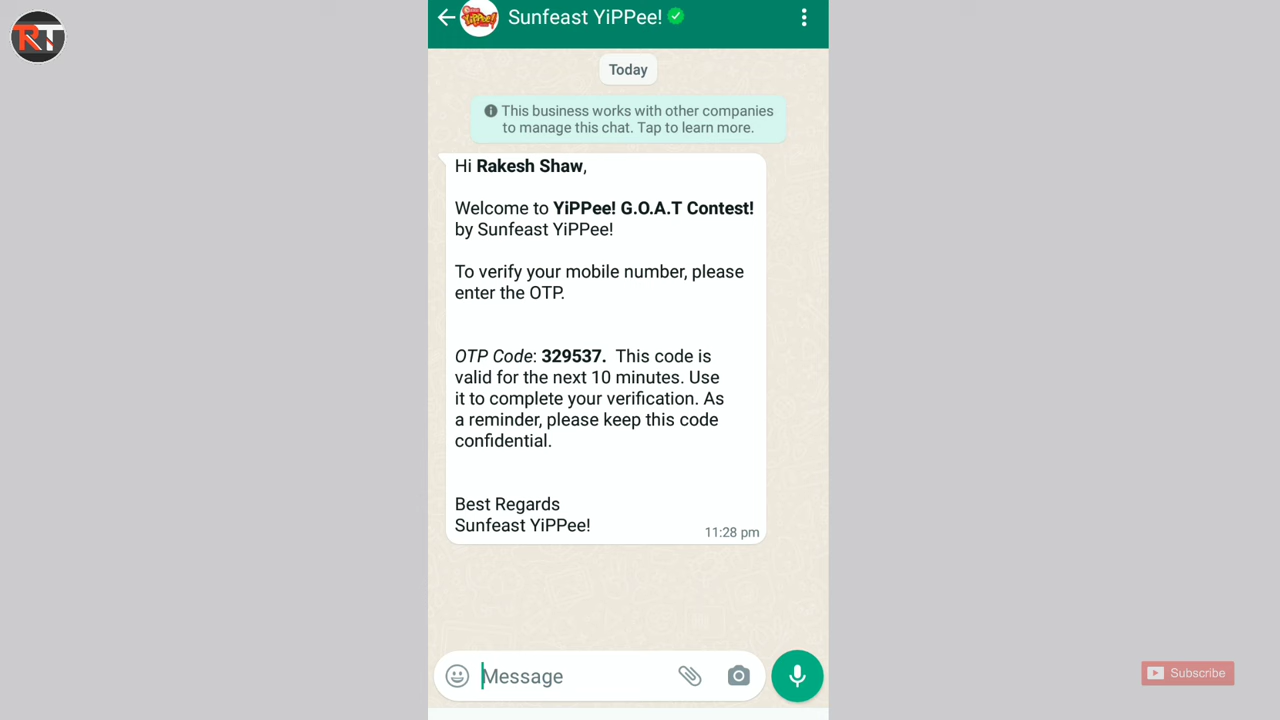 RT
Sunfeast YiPPee!
Today
This business works with other companies
to manage this chat. Tap to learn more.
Hi Rakesh Shaw,
Welcome to YiPPee! G.O.A.T Contest!
by Sunfeast YiPPee!
To verify your mobile number, please
enter the OTP.
OTP Code: 329537. This code is
valid for the next 10 minutes. Use
it to complete your verification. As
a reminder, please keep this code
confidential.
Best Regards
Sunfeast YiPPee!
11:28 pm
Message
Subscribe